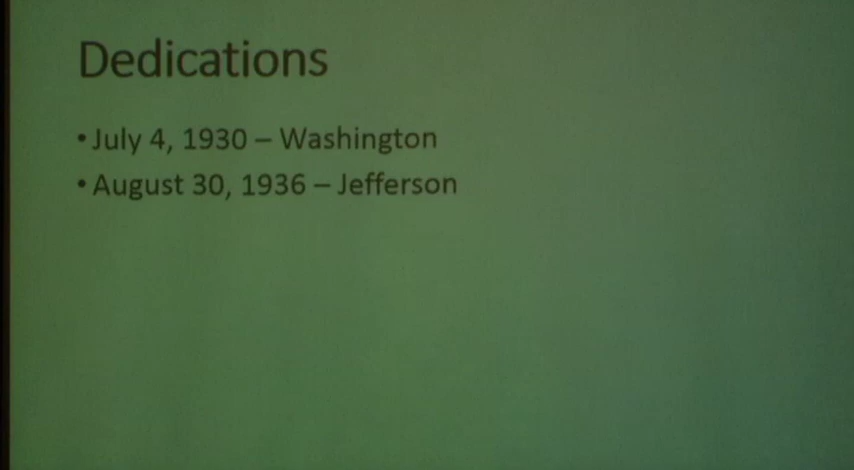 Dedications
•July 4, 1930 – Washington
•August 30, 1936 – Jefferson